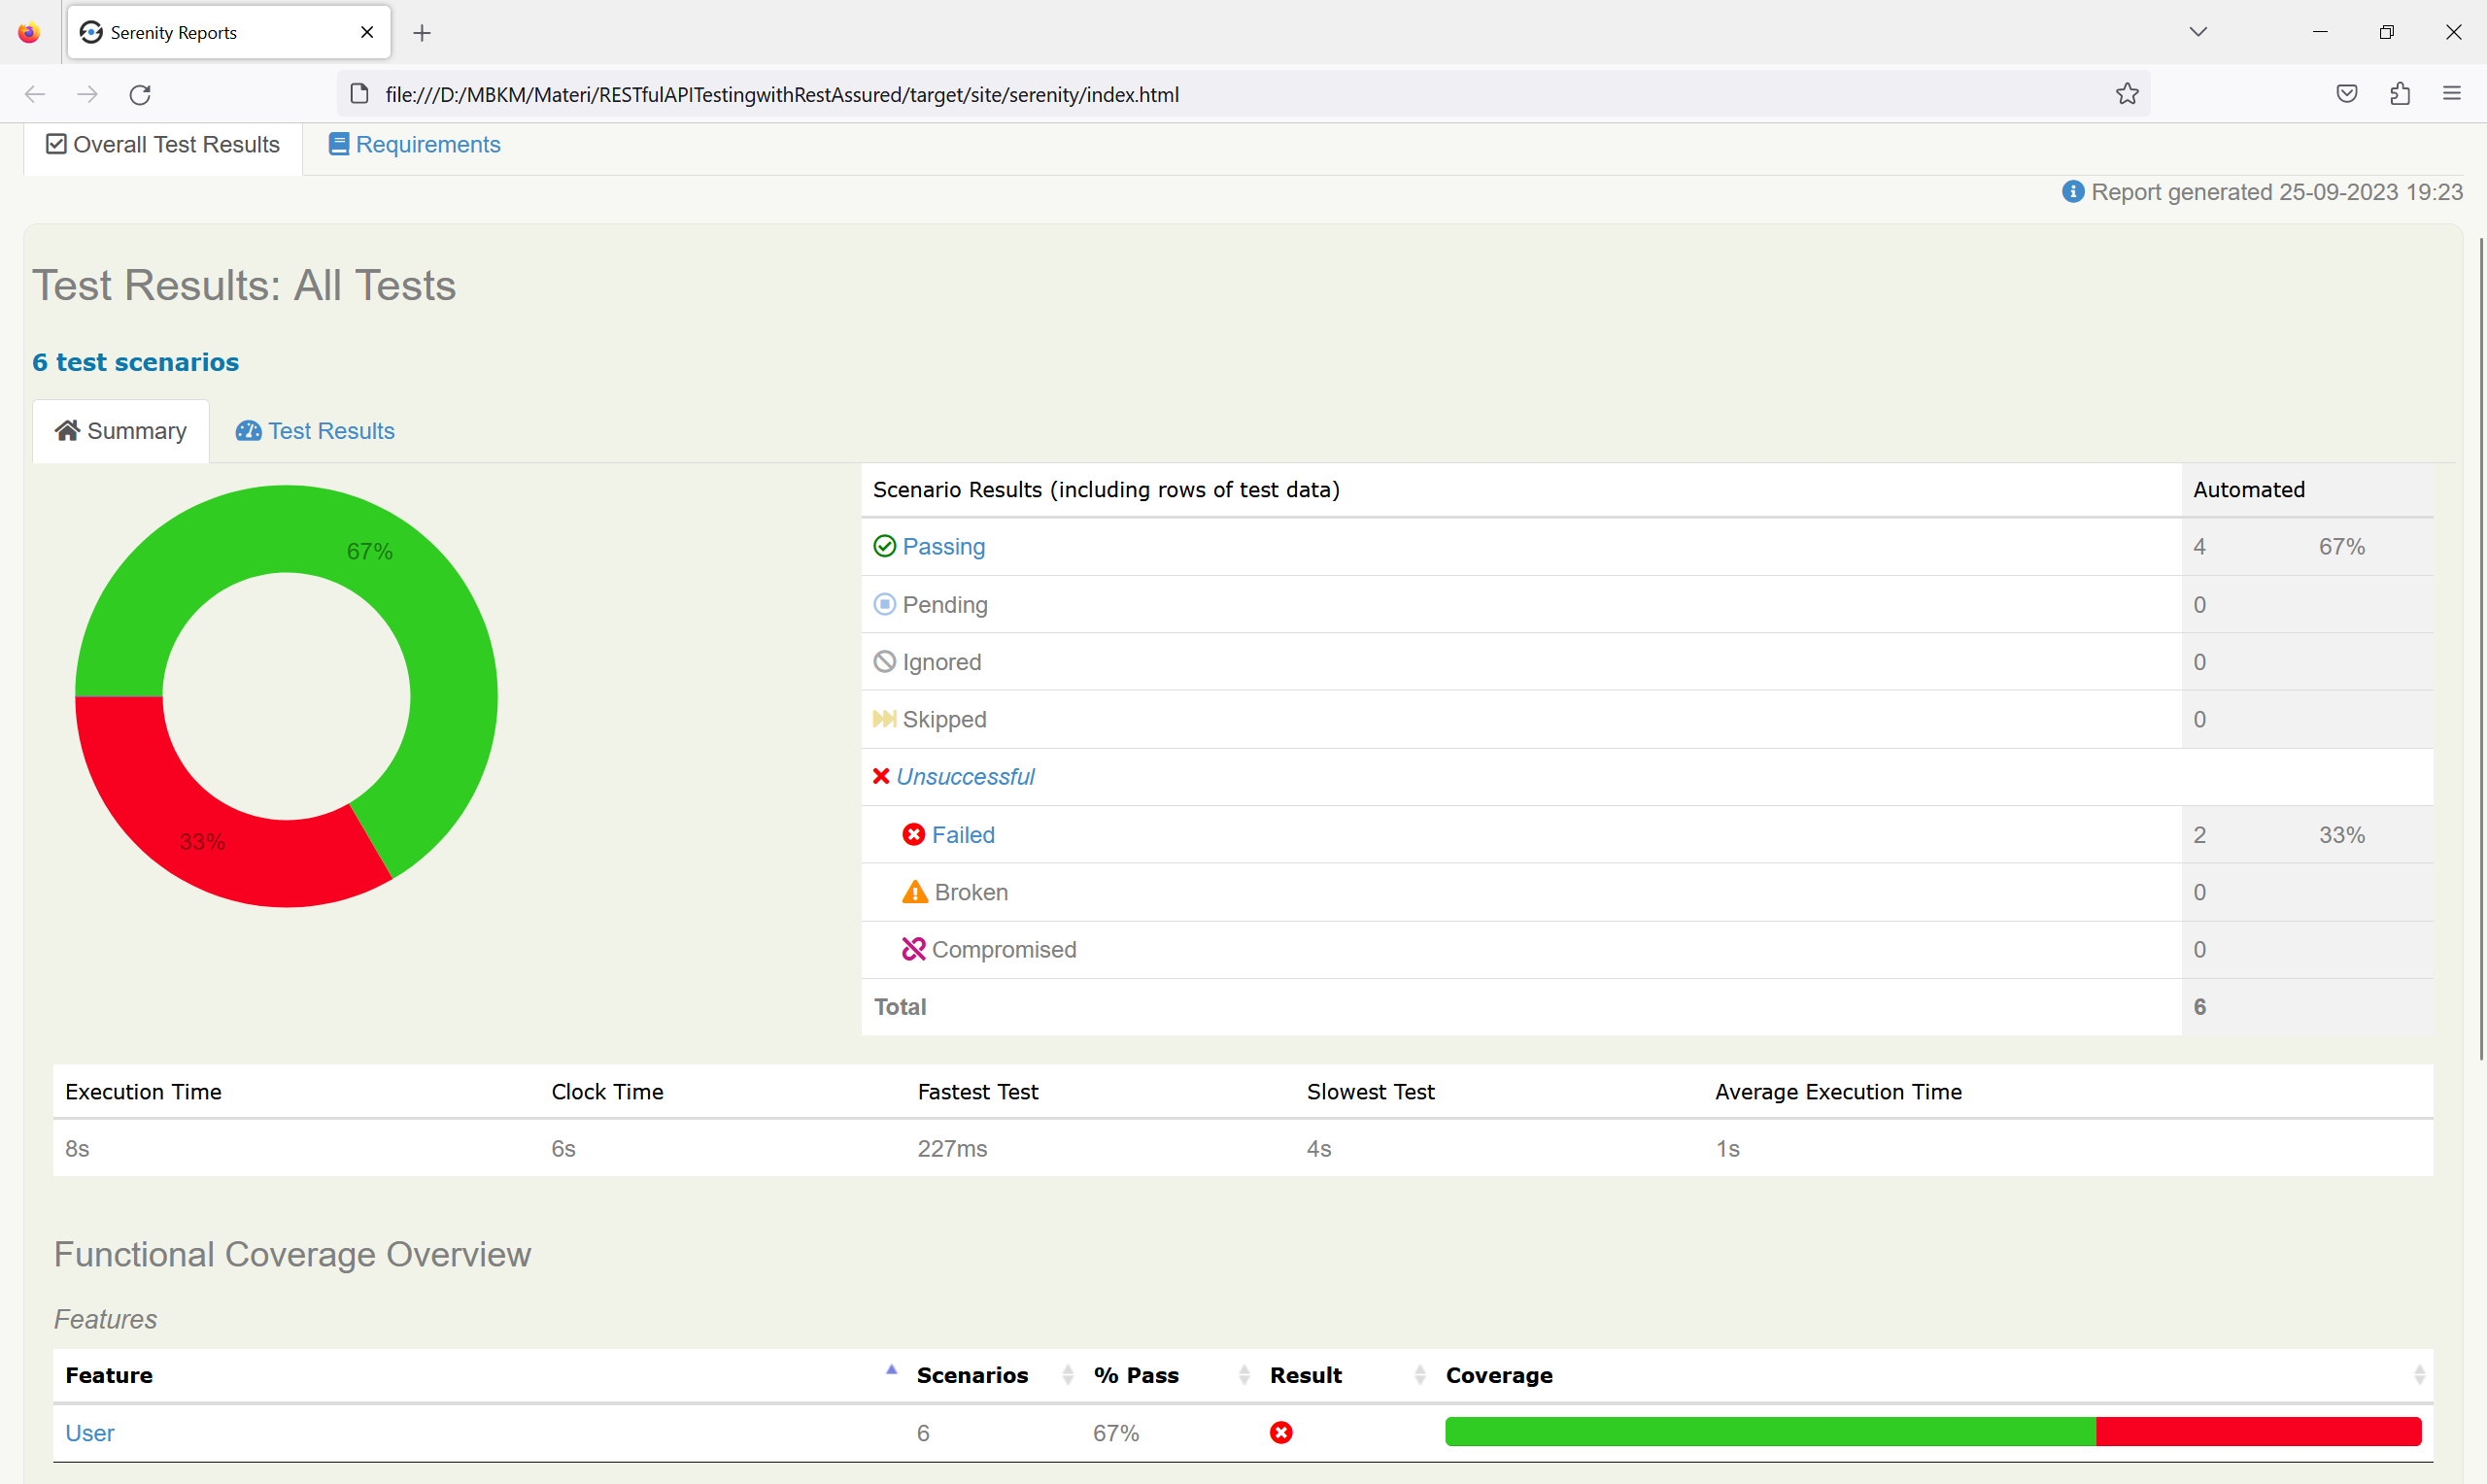 Serenity Reports
file:///D:/MBKM/Materi/RESTfulAPITestingwithRestAssured/target/site/serenity/index.html
Overall Test Results Requirements
Report generated 25-09-2023 19:23
Test Results: All Tests
6 test scenarios
Summary Test Results
67%
33%
Scenario Results (including rows of test data) Automated
Passing 4 67%
Pending 0
Ignored 0
Skipped 0
Unsuccessful
Failed 2 33%
Broken 0
Compromised 0
Total 6
Execution Time Clock Time Fastest Test Slowest Test Average Execution Time
8s 6s 227ms 4s 1s
Functional Coverage Overview
Features
Feature Scenarios % Pass Result Coverage
User 6 67%